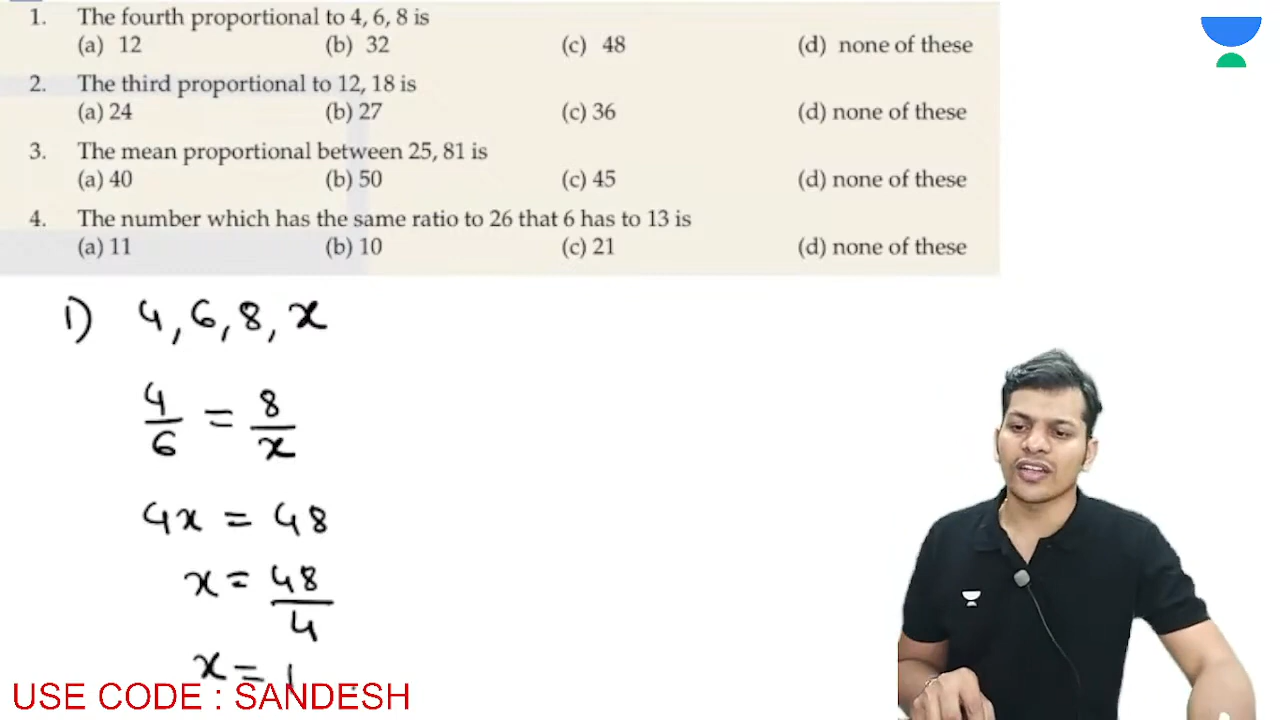 1. The fourth proportional to 4, 6, 8 is
(a) 12 (b) 32 (c) 48 (d) none of these
2. The third proportional to 12, 18 is
(a) 24 (b) 27 (c) 36 (d) none of these
3. The mean proportional between 25, 81 is
(a) 40 (b) 50 (c) 45 (d) none of these
4. The number which has the same ratio to 26 that 6 has to 13 is
(a) 11 (b) 10 (c) 21 (d) none of these
1) 4, 6, 8, x
4/6 = 8/x
4x = 48
x = 48/4
x = 1
USE CODE : SANDESH